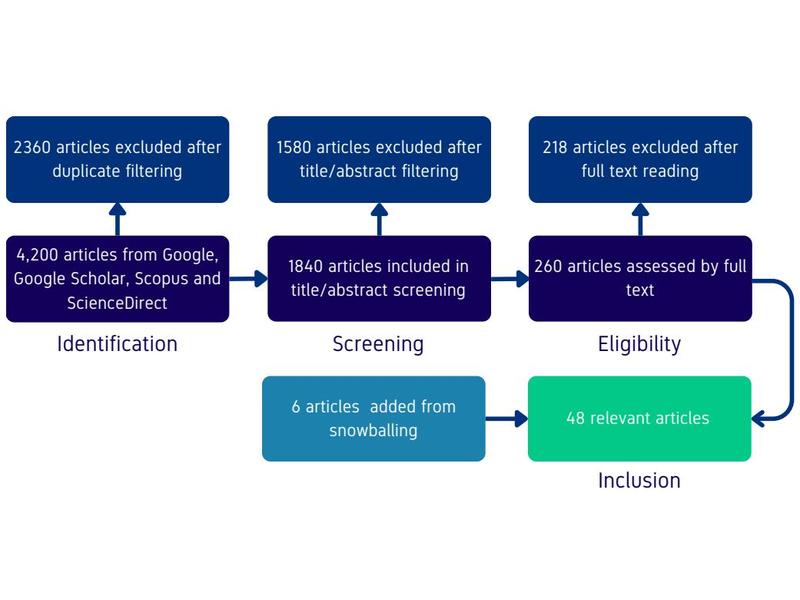 2360 articles excluded after
duplicate filtering
1580 articles excluded after
title/abstract filtering
218 articles excluded after
full text reading
4,200 articles from Google,
Google Scholar, Scopus and
ScienceDirect
1840 articles included in
title/abstract screening
260 articles assessed by full
text
Identification
Screening
Eligibility
6 articles  added from
snowballing
48 relevant articles
Inclusion